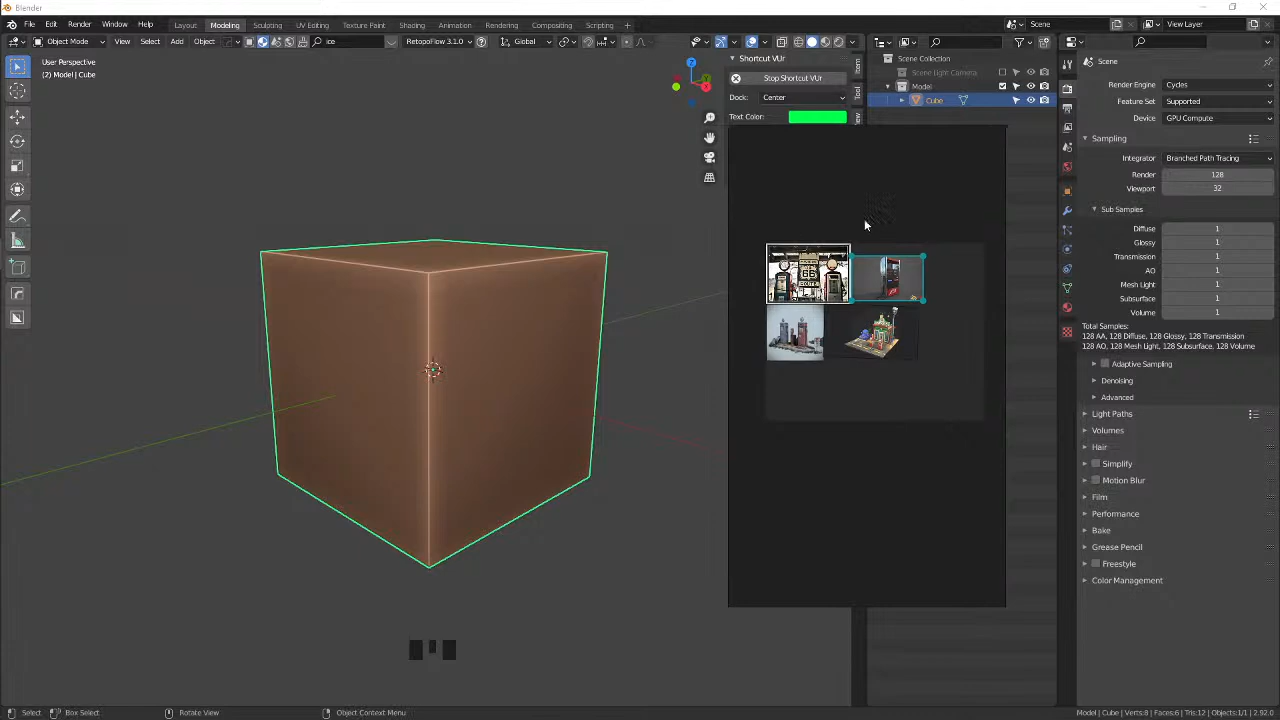 Blender
File Edit Render Window Help Layout Modeling Sculpting UV Editing Texture Paint Shading Animation Rendering Compositing Scripting + Scene View Layer
Object Mode View Select Add Object ice RetopoFlow 3.1.0 Global
User Perspective
(2) Model | Cube
Shortcut VUr
Stop Shortcut VUr
Dock: Center
Text Color:
Item
Tool
Scene Collection
Scene Light Camera
Model
Cube
Scene
Render Engine Cycles
Feature Set Supported
Device GPU Compute
Sampling
Integrator Branched Path Tracing
Render 128
Viewport 32
Sub Samples
Diffuse 1
Glossy 1
Transmission 1
AO 1
Mesh Light 1
Subsurface 1
Volume 1
Total Samples:
128 AA, 128 Diffuse, 128 Glossy, 128 Transmission
128 AO, 128 Mesh Light, 128 Subsurface, 128 Volume
Adaptive Sampling
Denoising
Advanced
Light Paths
Volumes
Hair
Simplify
Motion Blur
Film
Performance
Bake
Grease Pencil
Freestyle
Color Management
Select Box Select Rotate View Object Context Menu Model | Cube | Verts:8 | Faces:6 | Tris:12 | Objects:1/1 | 2.92.0